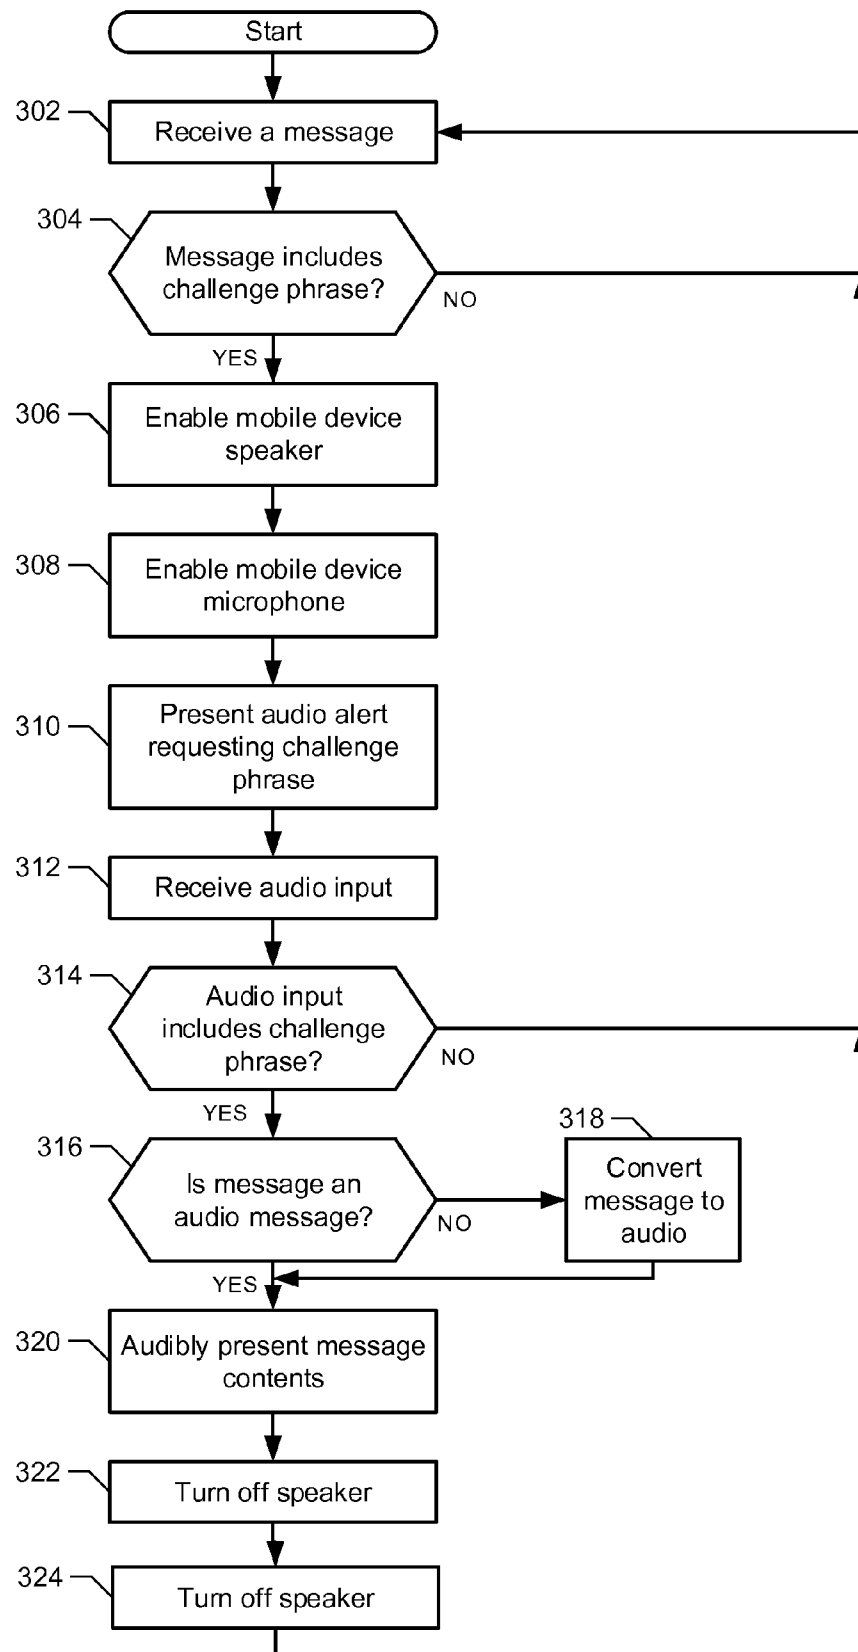 Start
302
Receive a message
304
Message includes
challenge phrase?
NO
YES
306
Enable mobile device
speaker
308
Enable mobile device
microphone
310
Present audio alert
requesting challenge
phrase
312
Receive audio input
314
Audio input
includes challenge
phrase?
NO
YES
316
Is message an
audio message?
NO
318
Convert
message to
audio
YES
320
Audibly present message
contents
322
Turn off speaker
324
Turn off speaker